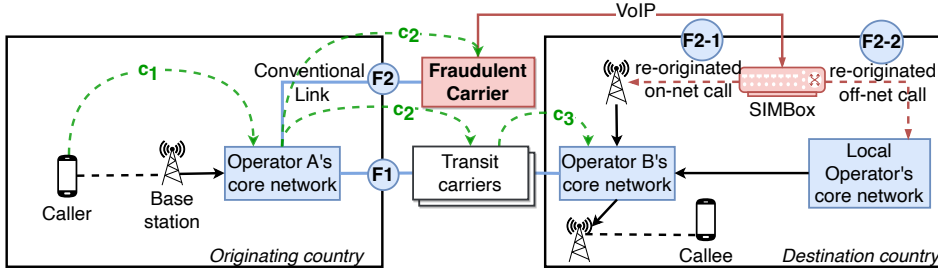 VoIP
F2-1
F2-2
c2
c1
Conventional
Link
F2
Fraudulent
Carrier
re-originated
on-net call
SIMBox
re-originated
off-net call
c2
c3
Caller
Base
station
Operator A's
core network
F1
Transit
carriers
Operator B's
core network
Local
Operator's
core network
Callee
Originating country
Destination country